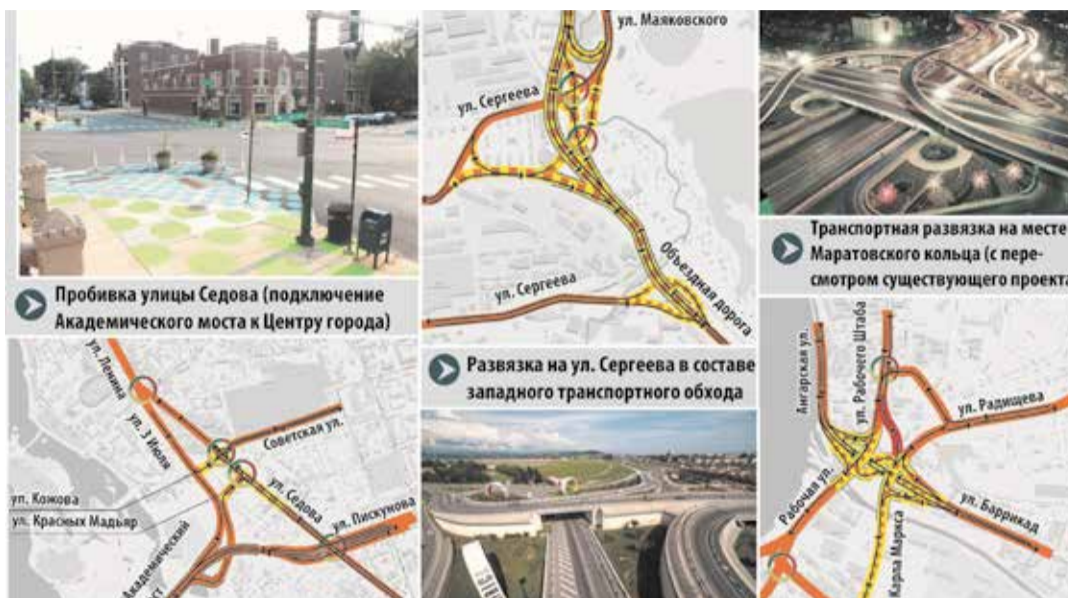 Пробивка улицы Седова (подключение
Академического моста к Центру города)
ул. Ленина
ул. 3 Июля
Советская ул.
ул. Кожова
ул. Красных Мадьяр
ул. Седова
ул. Пискунова
Академический
ул. Маяковского
ул. Сергеева
ул. Сергеева
Объездная дорога
Развязка на ул. Сергеева в составе
западного транспортного обхода
Транспортная развязка на месте
Маратовского кольца (с пере-
смотром существующего проекта
Ангарская ул.
ул. Рабочего Штаба
ул. Радищева
Рабочая ул.
ул. Баррикад
Карла Маркса